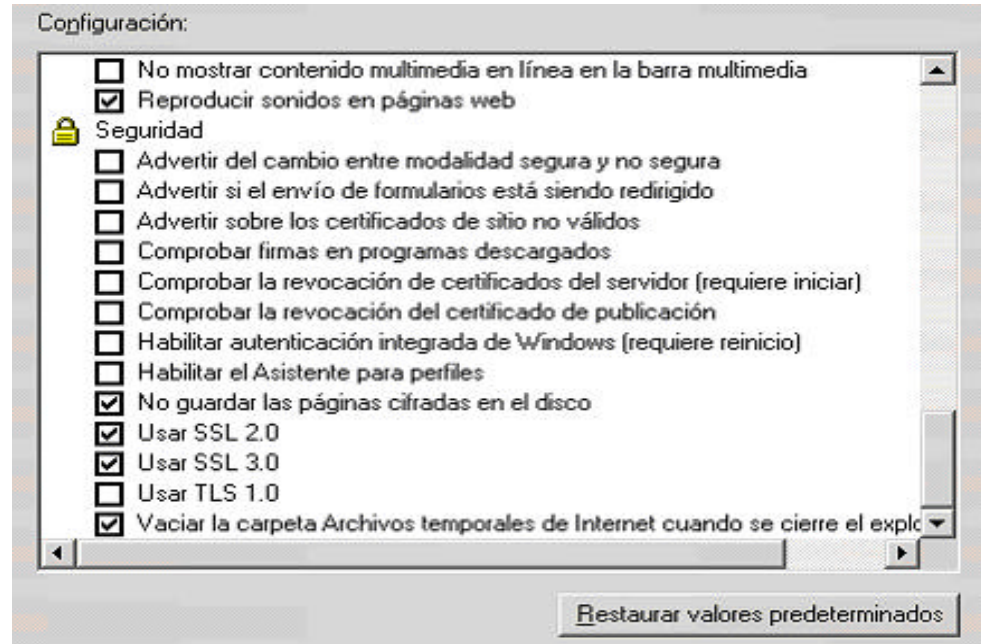 Configuración:
No mostrar contenido multimedia en línea en la barra multimedia
Reproducir sonidos en páginas web
Seguridad
Advertir del cambio entre modalidad segura y no segura
Advertir si el envío de formularios está siendo redirigido
Advertir sobre los certificados de sitio no válidos
Comprobar firmas en programas descargados
Comprobar la revocación de certificados del servidor (requiere iniciar)
Comprobar la revocación del certificado de publicación
Habilitar autenticación integrada de Windows (requiere reinicio)
Habilitar el Asistente para perfiles
No guardar las páginas cifradas en el disco
Usar SSL 2.0
Usar SSL 3.0
Usar TLS 1.0
Vaciar la carpeta Archivos temporales de Internet cuando se cierre el explo
Restaurar valores predeterminados